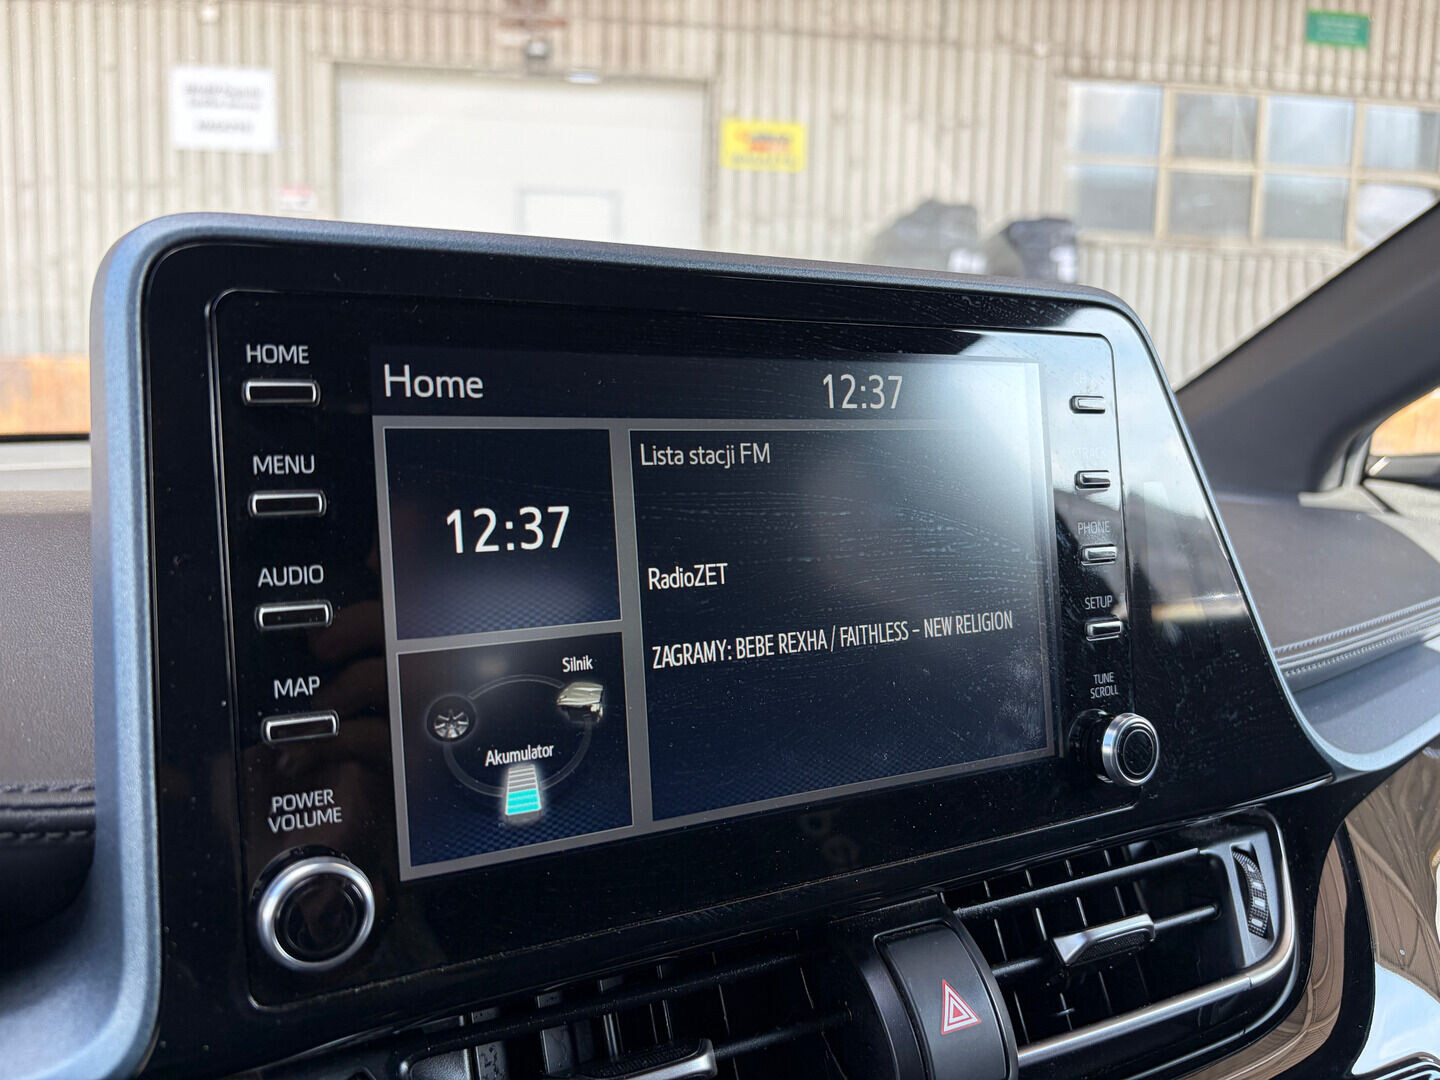 HOME
MENU
AUDIO
MAP
POWER
VOLUME
Home
12:37
12:37
Silnik
Akumulator
Lista stacji FM
RadioZET
ZAGRAMY: BEBE REXHA / FAITHLESS – NEW RELIGION
TRACK
PHONE
SETUP
TUNE
SCROLL